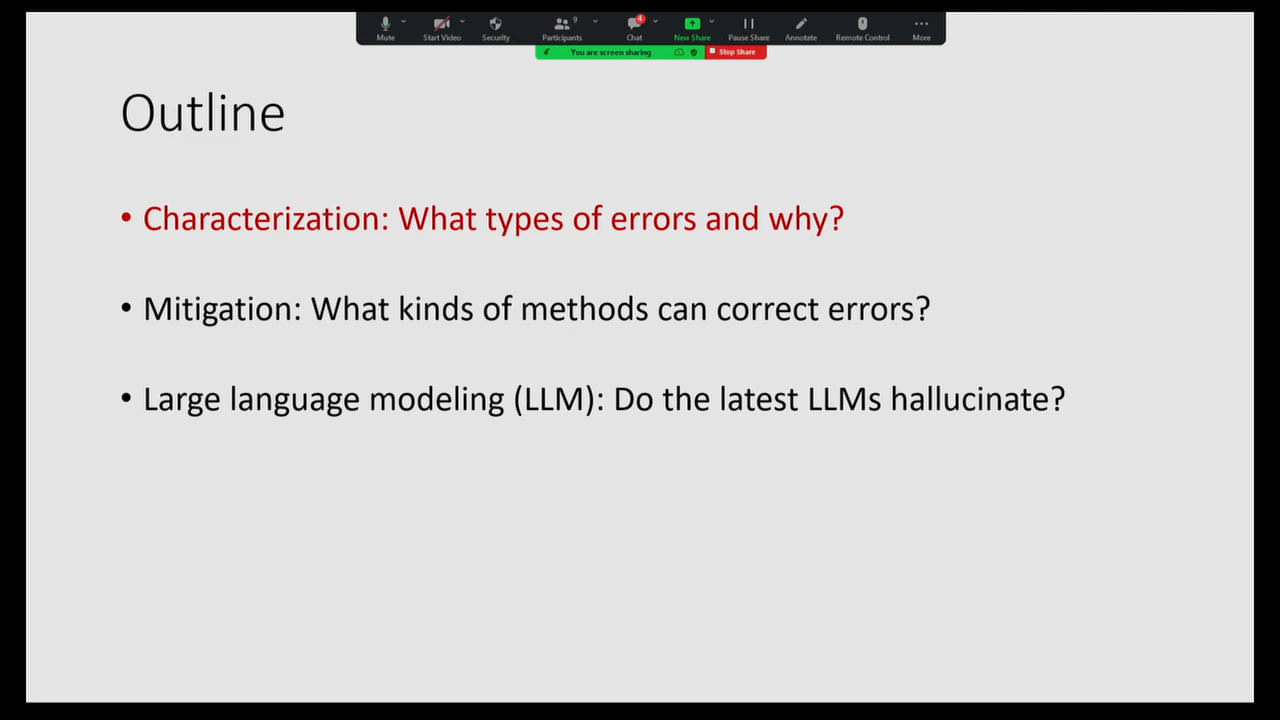 Mute
Start Video
Security
Participants
9
Chat
4
New Share
Pause Share
Annotate
Remote Control
More
You are screen sharing
Stop Share
Outline
• Characterization: What types of errors and why?
• Mitigation: What kinds of methods can correct errors?
• Large language modeling (LLM): Do the latest LLMs hallucinate?